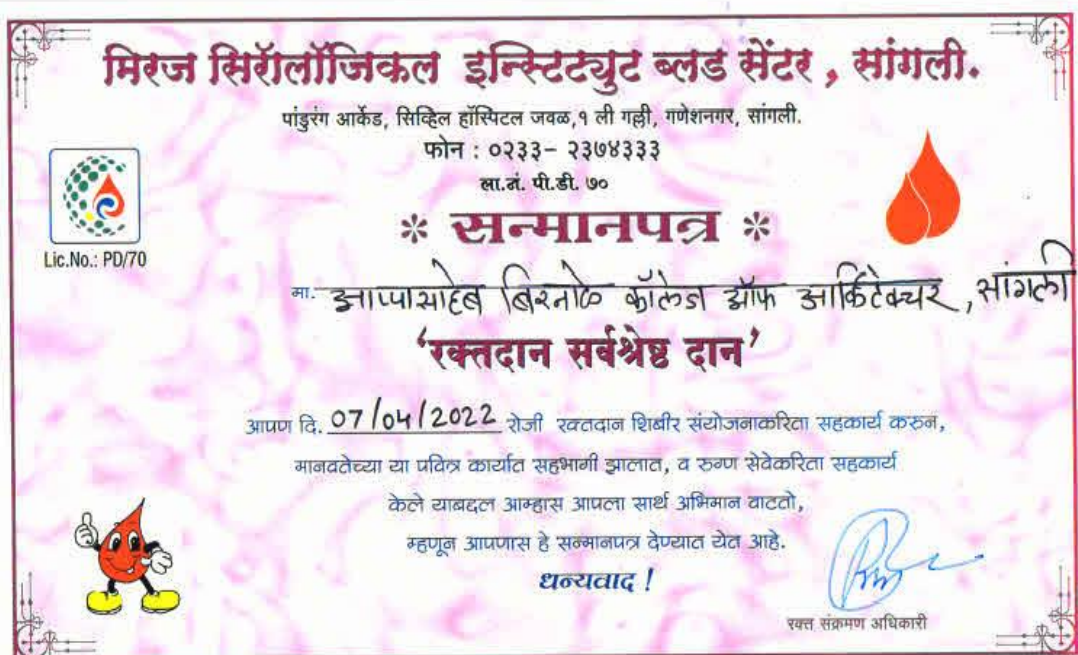 मिरज सिरॉलॉजिकल इन्स्टिट्युट ब्लड सेंटर , सांगली.
पांडुरंग आर्केड, सिव्हिल हॉस्पिटल जवळ,१ ली गल्ली, गणेशनगर, सांगली.
फोन : ०२३३- २३७४३३३
ला.नं. पी.डी. ७०
Lic.No.: PD/70
* सन्मानपत्र *
मा. आप्पासाहेब बिरनाळे कॉलेज ऑफ आर्किटेक्चर, सांगली
‘रक्तदान सर्वश्रेष्ठ दान’
आपण दि. 07/04/2022 रोजी रक्तदान शिबीर संयोजनाकरिता सहकार्य करुन,
मानवतेच्या या पवित्र कार्यात सहभागी झालात, व रुग्ण सेवेकरिता सहकार्य
केले याबद्दल आम्हास आपला सार्थ अभिमान वाटतो,
म्हणून आपणास हे सन्मानपत्र देण्यात येत आहे.
धन्यवाद !
रक्त संक्रमण अधिकारी